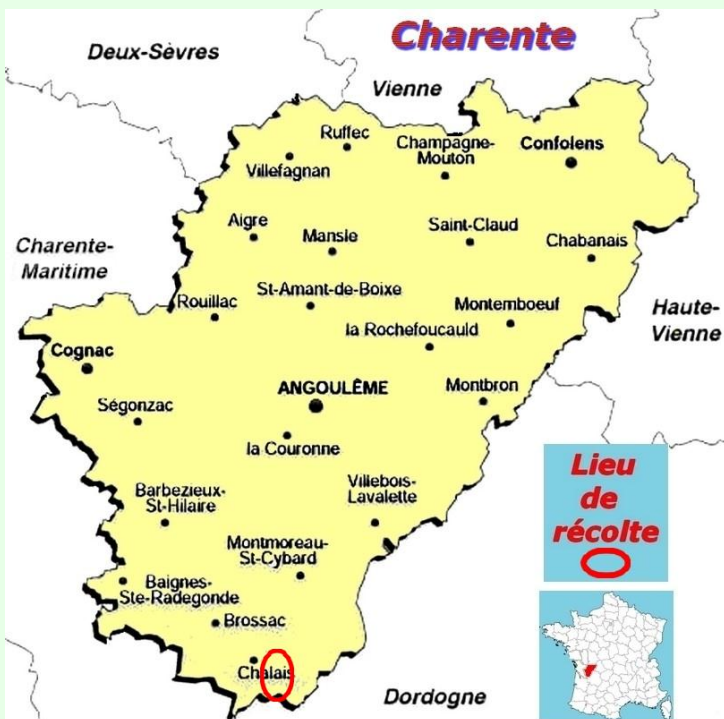 Charente
Deux-Sèvres
Vienne
Ruffec
Villefagnan
Champagne-
Mouton
Confolens
Aigre
Mansle
Saint-Claud
Chabanais
Charente-
Maritime
Rouillac
St-Amant-de-Boixe
Montemboeuf
Haute-
Vienne
la Rochefoucauld
Cognac
ANGOULÊME
Montbron
Ségonzac
la Couronne
Lieu
de
récolte
Barbezieux-
St-Hilaire
Villebois-
Lavalette
Montmoreau-
St-Cybard
Baignes-
Ste-Radegonde
Brossac
Chalais
Dordogne